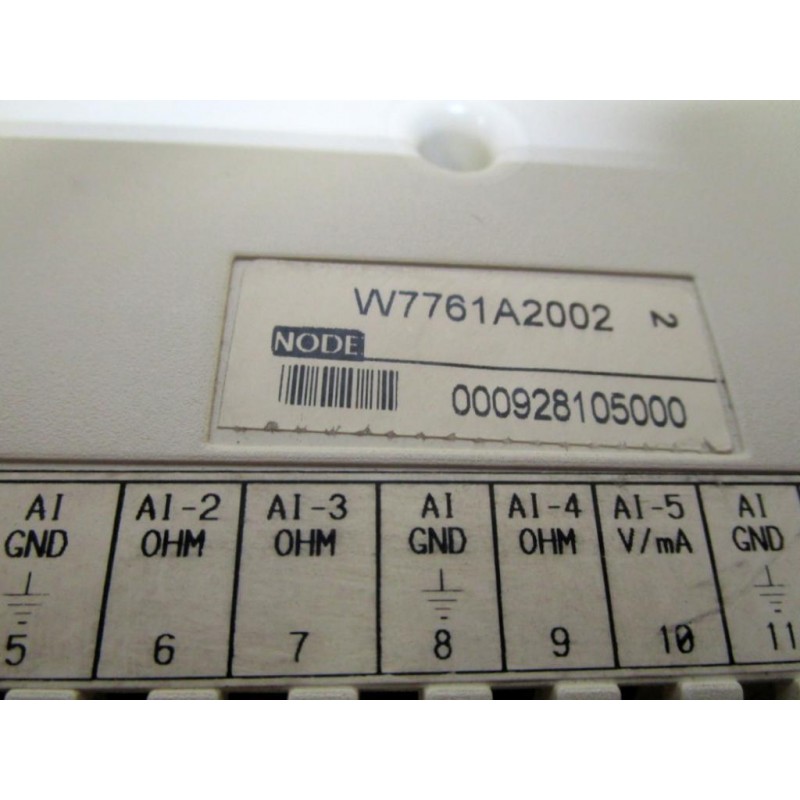 W7761A2002 2
NODE
000928105000
AI AI-2 AI-3 AI AI-4 AI-5 AI
GND OHM OHM GND OHM V/mA GND
5 6 7 8 9 10 11